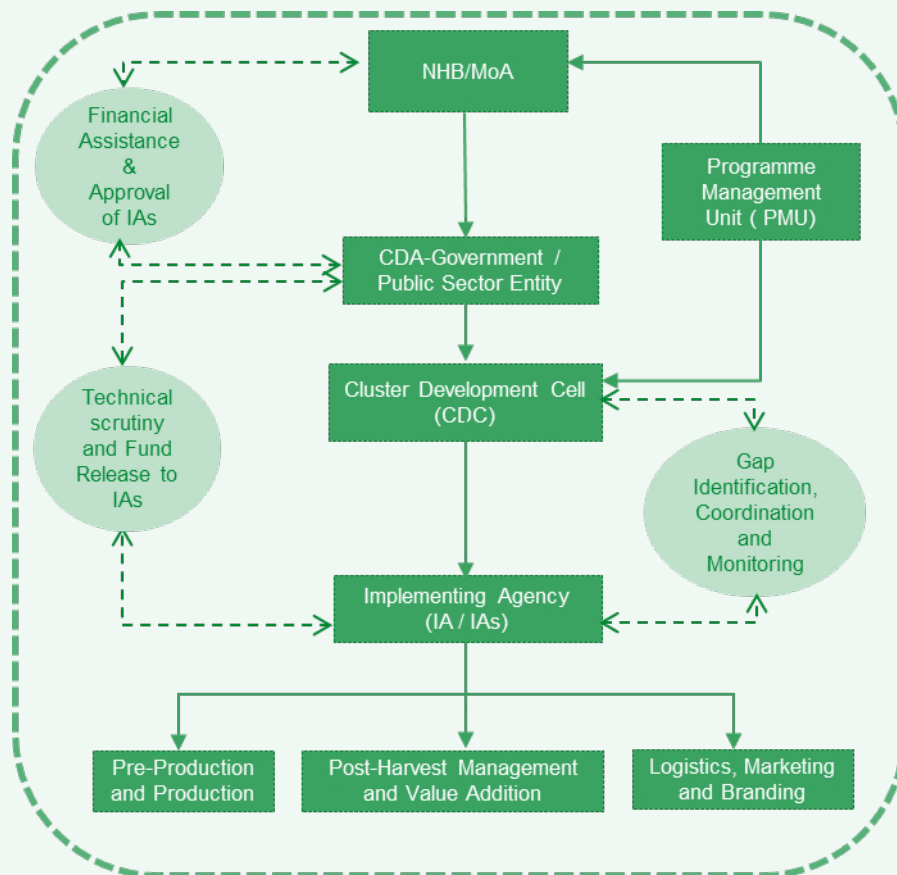 NHB/MoA
Financial
Assistance
&
Approval
of IAs
Programme
Management
Unit ( PMU)
CDA-Government /
Public Sector Entity
Cluster Development Cell
(CDC)
Technical
scrutiny
and Fund
Release to
IAs
Gap
Identification,
Coordination
and
Monitoring
Implementing Agency
(IA / IAs)
Pre-Production
and Production
Post-Harvest Management
and Value Addition
Logistics, Marketing
and Branding